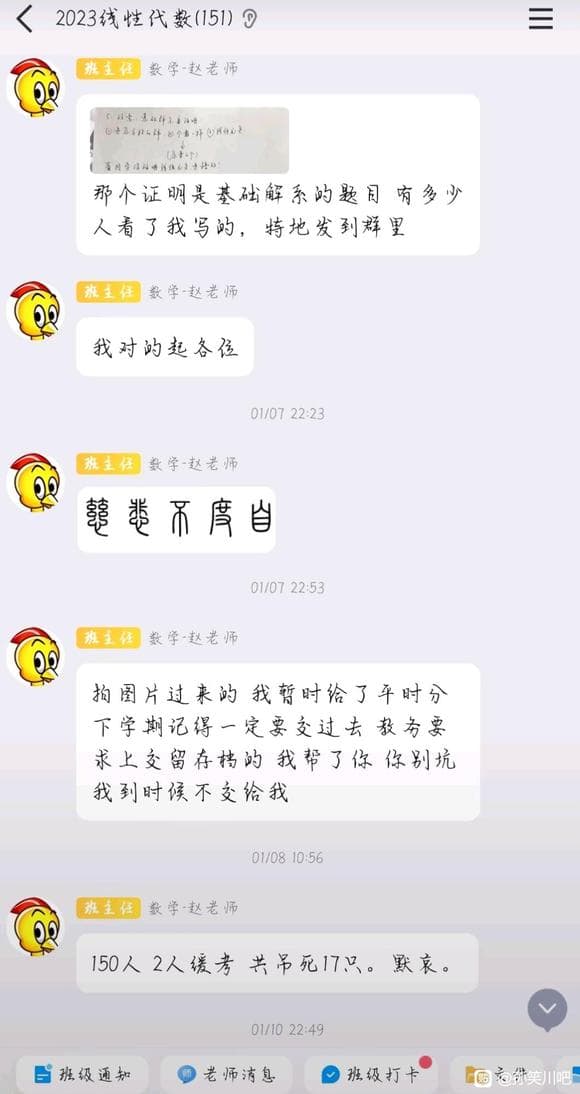 2023线性代数(151)
班主任 数学-赵老师
那个证明是基础解系的题目 有多少
人看了我写的，特地发到群里
班主任 数学-赵老师
我对的起各位
01/07 22:23
班主任 数学-赵老师
慈悲不度自
01/07 22:53
班主任 数学-赵老师
拍图片过来的 我暂时给了平时分
下学期记得一定要交过去 教务要
求上交留存档的 我帮了你 你别坑
我到时候不交给我
01/08 10:56
班主任 数学-赵老师
150人 2人缓考 共吊死17只。默哀。
01/10 22:49
班级通知
老师消息
班级打卡
文件
@孙笑川吧